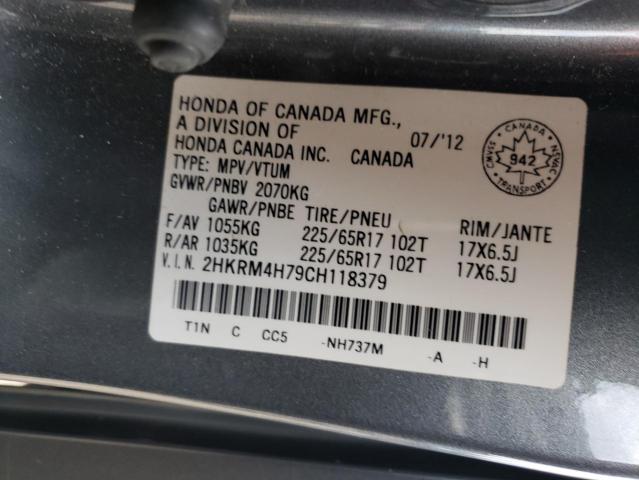 HONDA OF CANADA MFG.,
A DIVISION OF 07/'12
HONDA CANADA INC. CANADA
TYPE: MPV/VTUM
GVWR/PNBV 2070KG
GAWR/PNBE TIRE/PNEU RIM/JANTE
F/AV 1055KG 225/65R17 102T 17X6.5J
R/AR 1035KG 225/65R17 102T 17X6.5J
V.I.N. 2HKRM4H79CH118379
T1N C CC5 -NH737M -A -H
CANADA
CMVSS 942 NSVAC
TRANSPORT